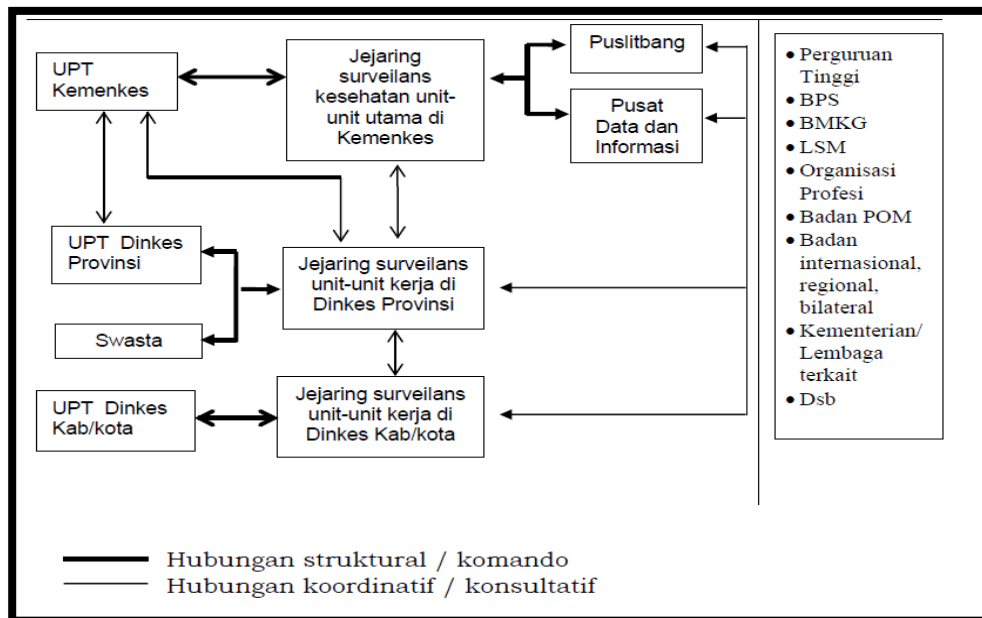 UPT
Kemenkes
Jejaring
surveilans
kesehatan unit-
unit utama di
Kemenkes
Puslitbang
Pusat
Data dan
Informasi
UPT Dinkes
Provinsi
Jejaring surveilans
unit-unit kerja di
Dinkes Provinsi
Swasta
UPT Dinkes
Kab/kota
Jejaring surveilans
unit-unit kerja di
Dinkes Kab/kota
• Perguruan
Tinggi
• BPS
• BMKG
• LSM
• Organisasi
Profesi
• Badan POM
• Badan
internasional,
regional,
bilateral
• Kementerian/
Lembaga
terkait
• Dsb
Hubungan struktural / komando
Hubungan koordinatif / konsultatif